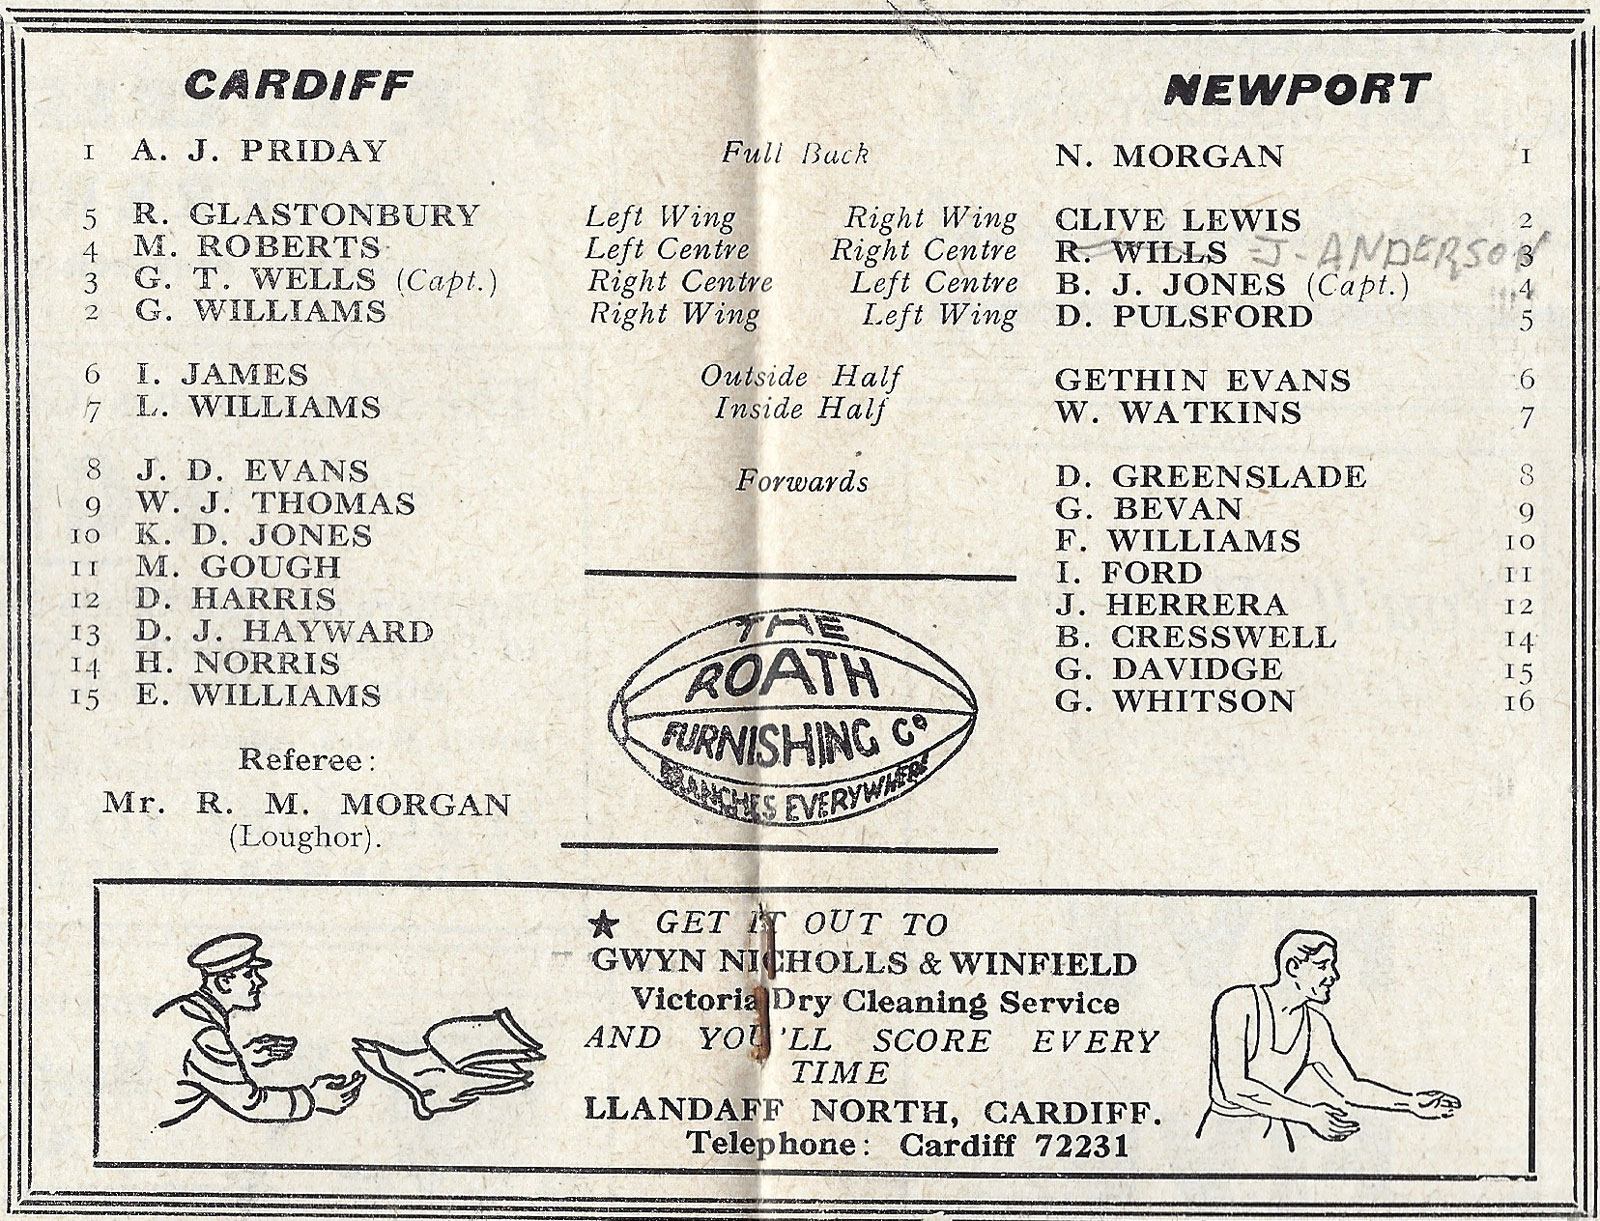 CARDIFF NEWPORT
1 A. J. PRIDAY Full Back N. MORGAN 1
5 R. GLASTONBURY Left Wing Right Wing CLIVE LEWIS 2
4 M. ROBERTS Left Centre Right Centre R. WILLS J. ANDERSON 3
3 G. T. WELLS (Capt.) Right Centre Left Centre B. J. JONES (Capt.) 4
2 G. WILLIAMS Right Wing Left Wing D. PULSFORD 5
6 I. JAMES Outside Half GETHIN EVANS 6
7 L. WILLIAMS Inside Half W. WATKINS 7
8 J. D. EVANS Forwards D. GREENSLADE 8
9 W. J. THOMAS G. BEVAN 9
10 K. D. JONES F. WILLIAMS 10
11 M. GOUGH I. FORD 11
12 D. HARRIS J. HERRERA 12
13 D. J. HAYWARD B. CRESSWELL 14
14 H. NORRIS G. DAVIDGE 15
15 E. WILLIAMS G. WHITSON 16
Referee:
Mr. R. M. MORGAN
(Loughor).
THE
ROATH
FURNISHING Co
BRANCHES EVERYWHERE
★ GET IT OUT TO
GWYN NICHOLLS & WINFIELD
Victoria Dry Cleaning Service
AND YOU'LL SCORE EVERY
TIME
LLANDAFF NORTH, CARDIFF.
Telephone: Cardiff 72231